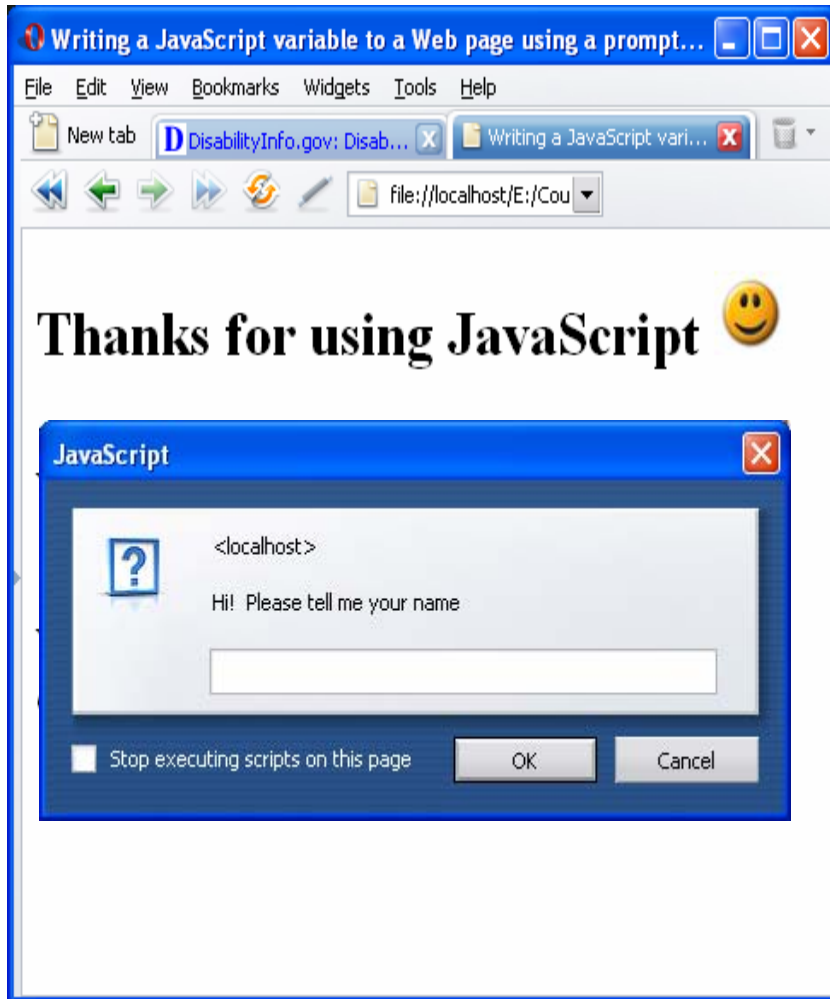 Writing a JavaScript variable to a Web page using a prompt...
File Edit View Bookmarks Widgets Tools Help
New tab D DisabilityInfo.gov: Disab... Writing a JavaScript vari...
file://localhost/E:/Cou
Thanks for using JavaScript
JavaScript
<localhost>
Hi! Please tell me your name
Stop executing scripts on this page OK Cancel